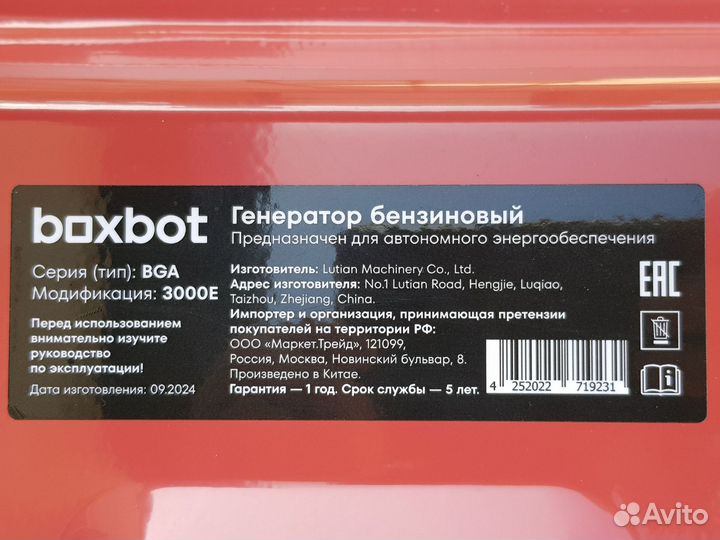 boxbot
Серия (тип): BGA
Модификация: 3000E
Перед использованием
внимательно изучите
руководство
по эксплуатации!
Дата изготовления: 09.2024
Генератор бензиновый
Предназначен для автономного энергообеспечения
Изготовитель: Lutian Machinery Co., Ltd.
Адрес изготовителя: No.1 Lutian Road, Hengjie, Luqiao,
Taizhou, Zhejiang, China.
Импортер и организация, принимающая претензии
покупателей на территории РФ:
ООО «Маркет.Трейд», 121099,
Россия, Москва, Новинский бульвар, 8.
Произведено в Китае.
Гарантия — 1 год. Срок службы — 5 лет.
EAC
4 252022 719231
Avito